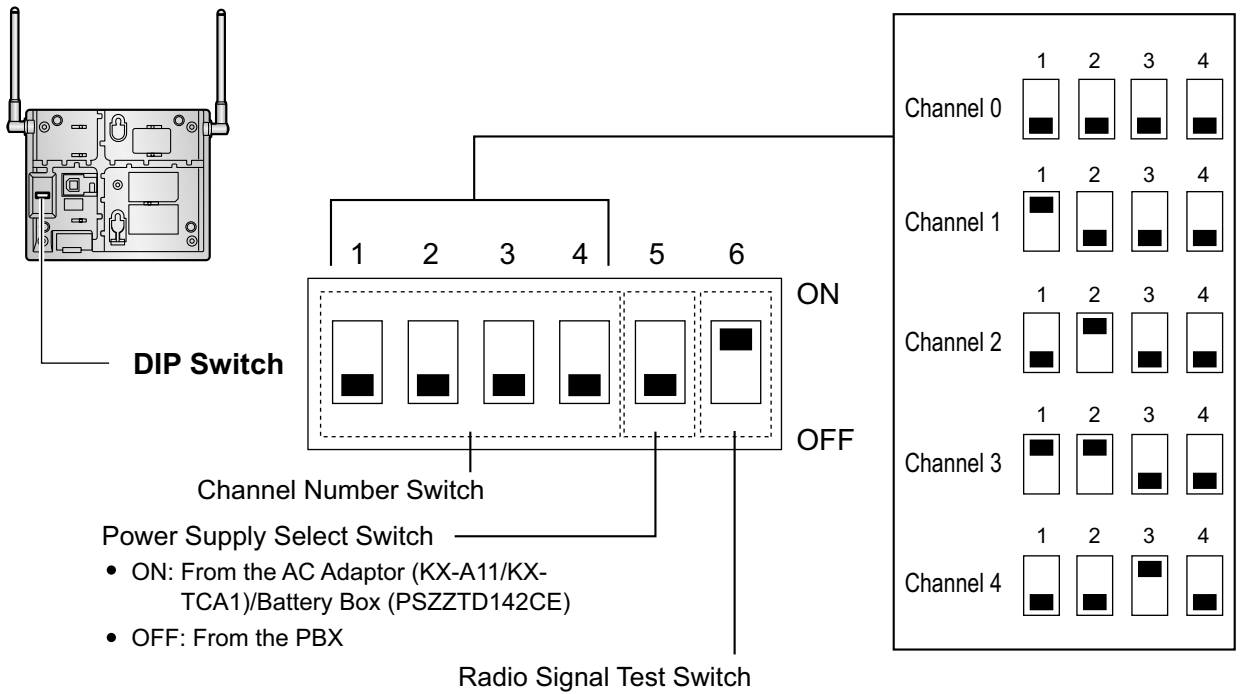 1 2 3 4 5 6
ON
OFF
DIP Switch
Channel Number Switch
Power Supply Select Switch
• ON: From the AC Adaptor (KX-A11/KX-
TCA1)/Battery Box (PSZZTD142CE)
• OFF: From the PBX
Radio Signal Test Switch
1 2 3 4
Channel 0
1 2 3 4
Channel 1
1 2 3 4
Channel 2
1 2 3 4
Channel 3
1 2 3 4
Channel 4